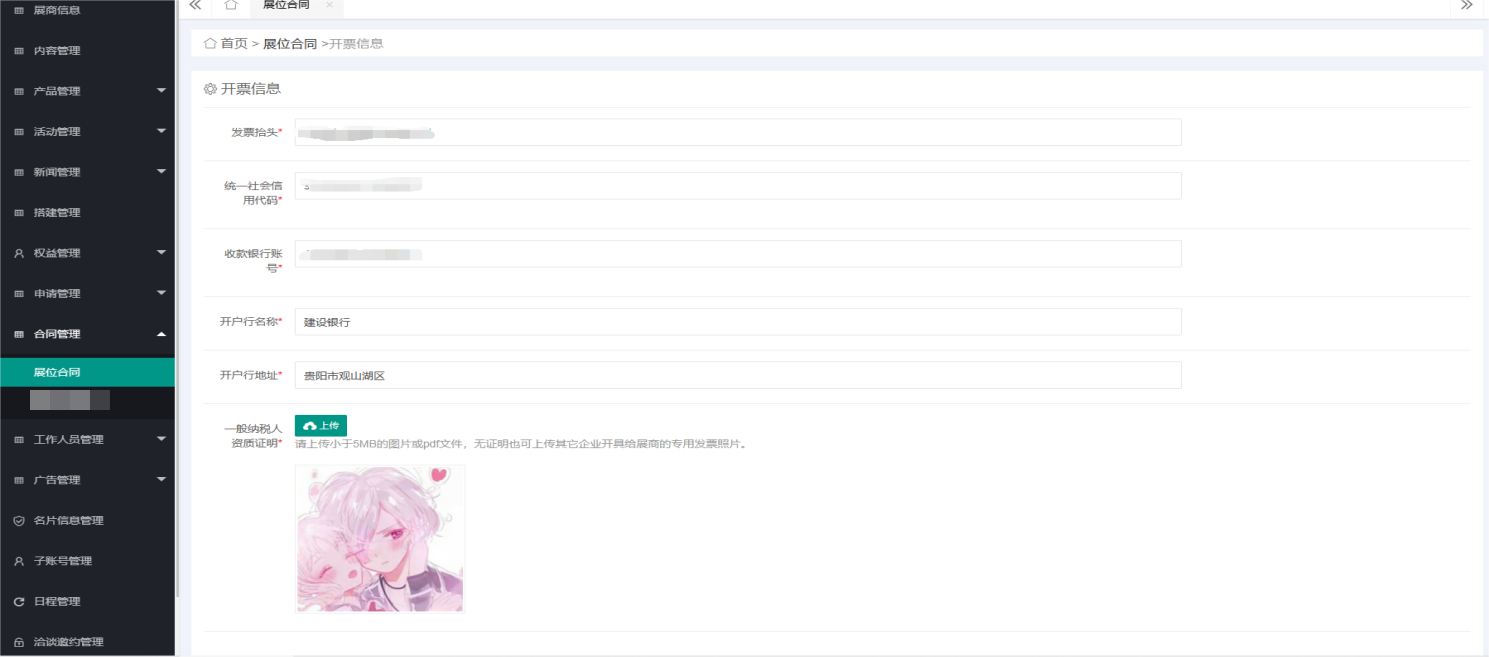 展商信息
内容管理
产品管理
活动管理
新闻管理
搭建管理
权益管理
申请管理
合同管理
展位合同
工作人员管理
广告管理
名片信息管理
子账号管理
日程管理
洽谈邀约管理
展位合同 ×
首页 > 展位合同 >开票信息
开票信息
发票抬头*
统一社会信
用代码*
收款银行账
号*
开户行名称* 建设银行
开户行地址* 贵阳市观山湖区
一般纳税人
资质证明*
上传
请上传小于5MB的图片或pdf文件，无证明也可上传其它企业开具给展商的专用发票照片。